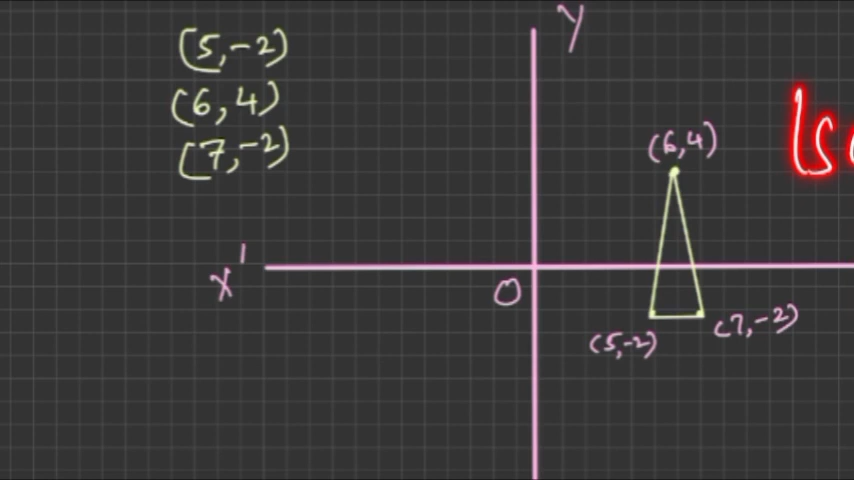 (5,-2)
(6,4)
(7,-2)
Y
(6,4)
X'
O
(5,-2)
(7,-2)